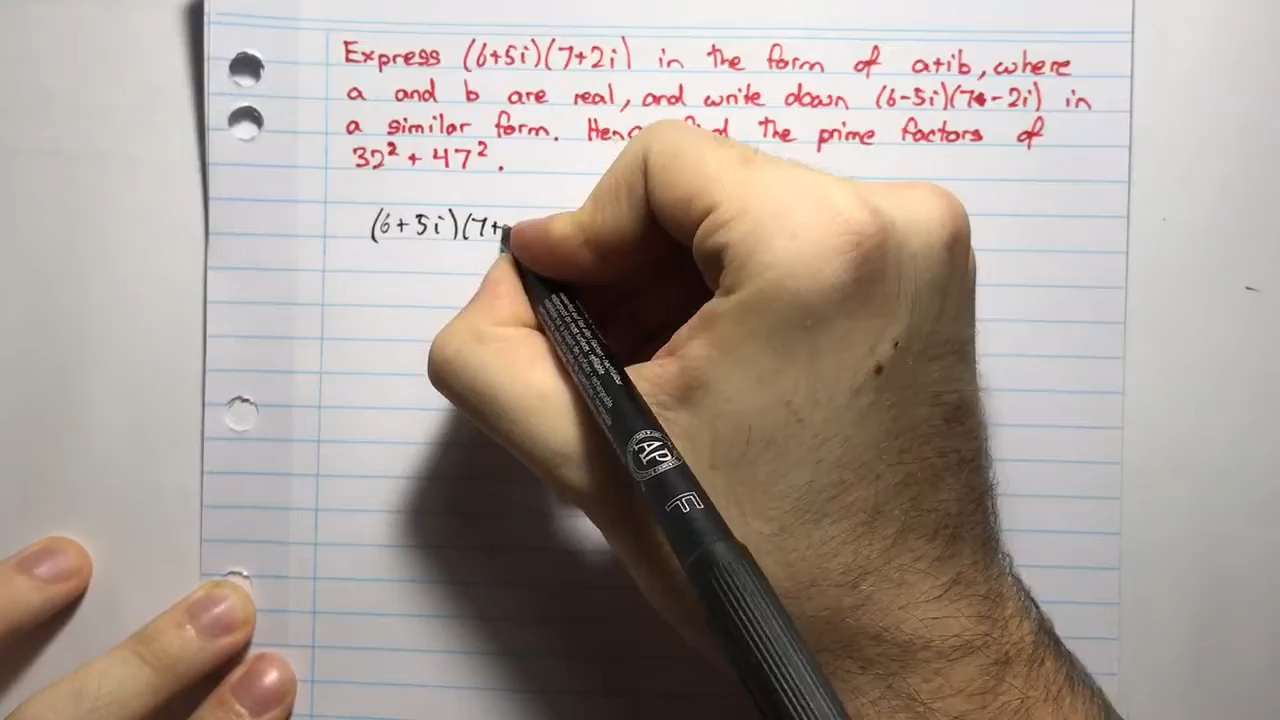 Express (6+5i)(7+2i) in the form of a+ib, where
a and b are real, and write down (6-5i)(7-2i) in
a similar form. the prime factors of
32² + 47².
(6+5i)(7+
AP
F